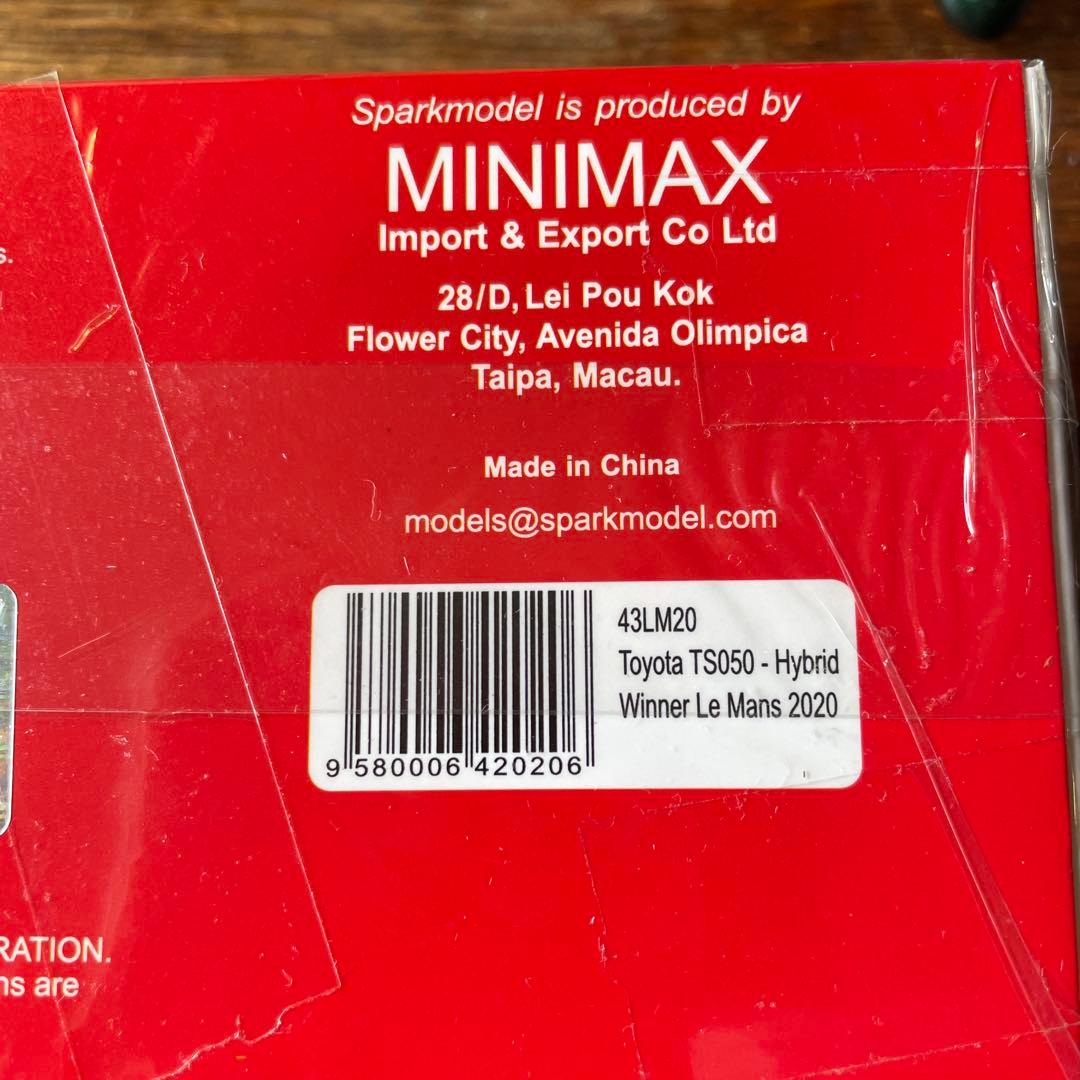 Sparkmodel is produced by
MINIMAX
Import & Export Co Ltd
28/D, Lei Pou Kok
Flower City, Avenida Olimpica
Taipa, Macau.
Made in China
models@sparkmodel.com
43LM20
Toyota TS050 - Hybrid
Winner Le Mans 2020
9 580006 420206
RATION.
ns are